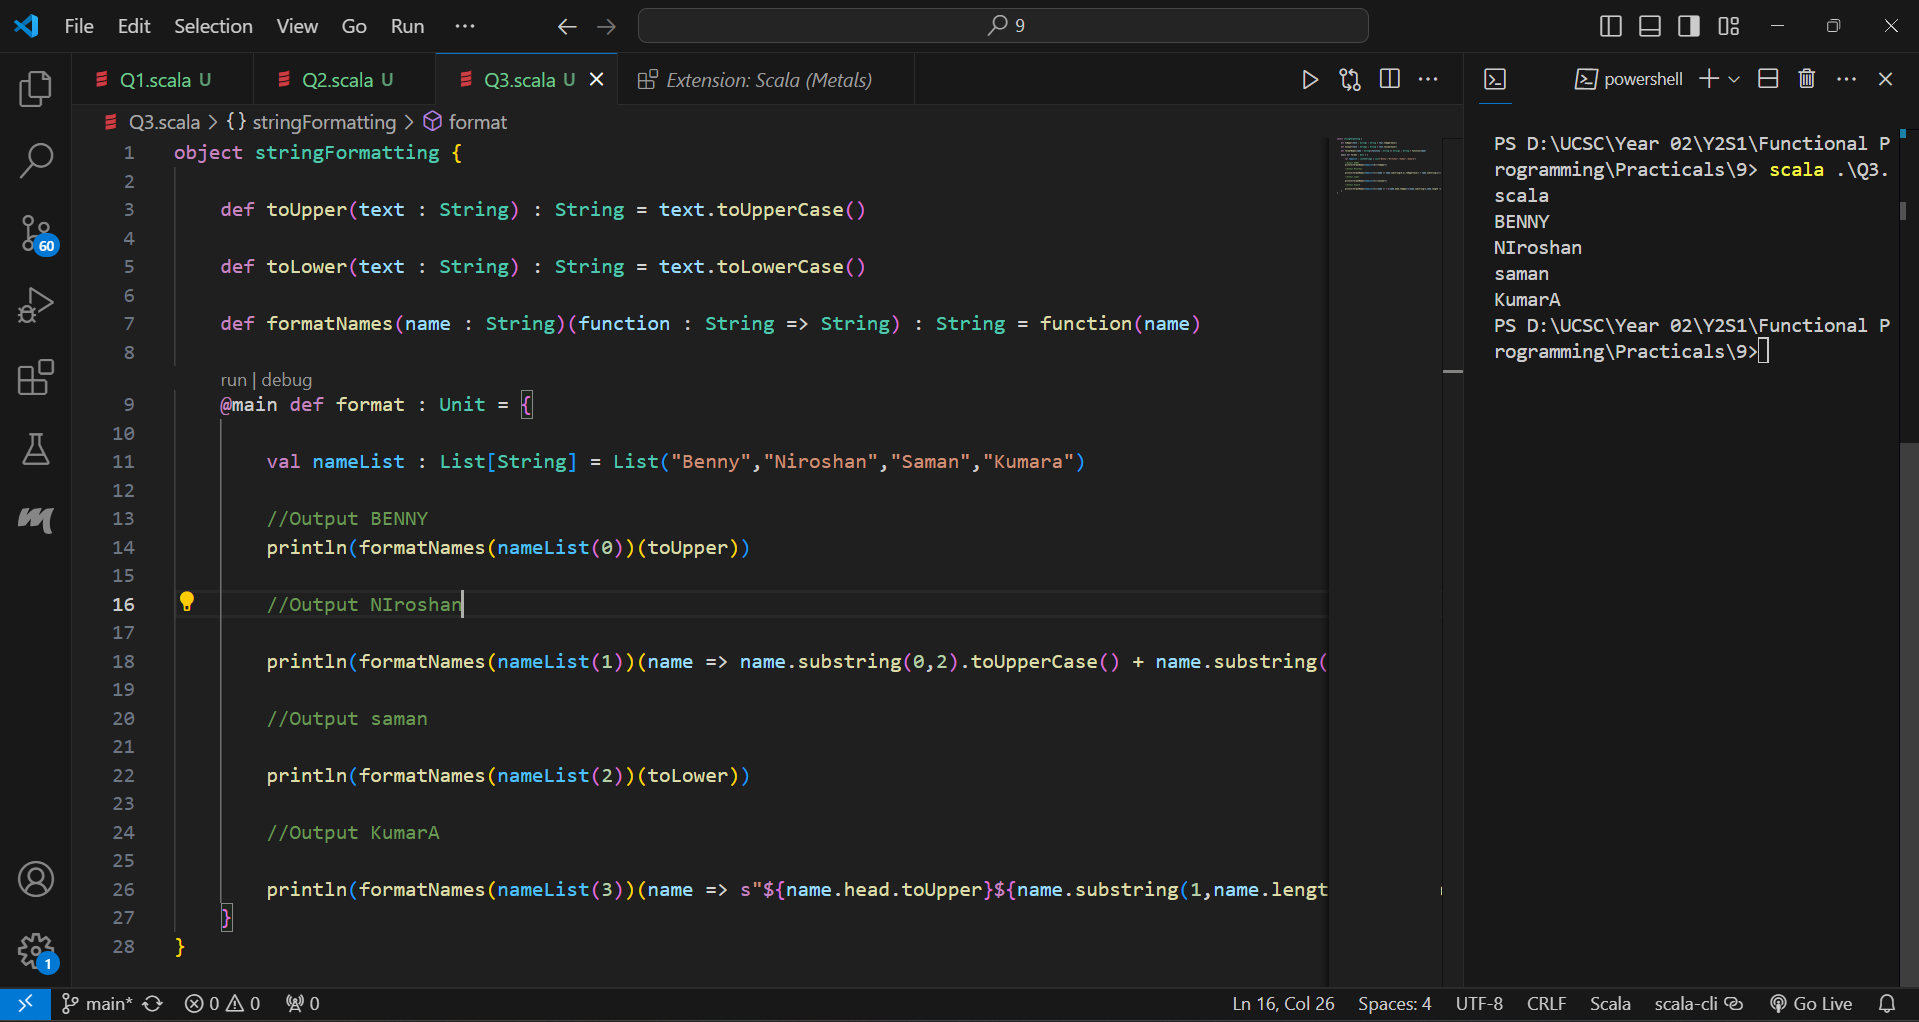 File Edit Selection View Go Run ···
9
Q1.scala U
Q2.scala U
Q3.scala U
Extension: Scala (Metals)
powershell
Q3.scala > {} stringFormatting > format
1 object stringFormatting {
2
3 def toUpper(text : String) : String = text.toUpperCase()
4
5 def toLower(text : String) : String = text.toLowerCase()
6
7 def formatNames(name : String)(function : String => String) : String = function(name)
8
run | debug
9 @main def format : Unit = {
10
11 val nameList : List[String] = List("Benny","Niroshan","Saman","Kumara")
12
13 //Output BENNY
14 println(formatNames(nameList(0))(toUpper))
15
16 //Output NIroshan
17
18 println(formatNames(nameList(1))(name => name.substring(0,2).toUpperCase() + name.substring(
19
20 //Output saman
21
22 println(formatNames(nameList(2))(toLower))
23
24 //Output KumarA
25
26 println(formatNames(nameList(3))(name => s"${name.head.toUpper}${name.substring(1,name.lengt
27 }
28 }
PS D:\UCSC\Year 02\Y2S1\Functional P
rogramming\Practicals\9> scala .\Q3.
scala
BENNY
NIroshan
saman
KumarA
PS D:\UCSC\Year 02\Y2S1\Functional P
rogramming\Practicals\9>
60
1
main* 0 0 0
Ln 16, Col 26 Spaces: 4 UTF-8 CRLF Scala scala-cli Go Live